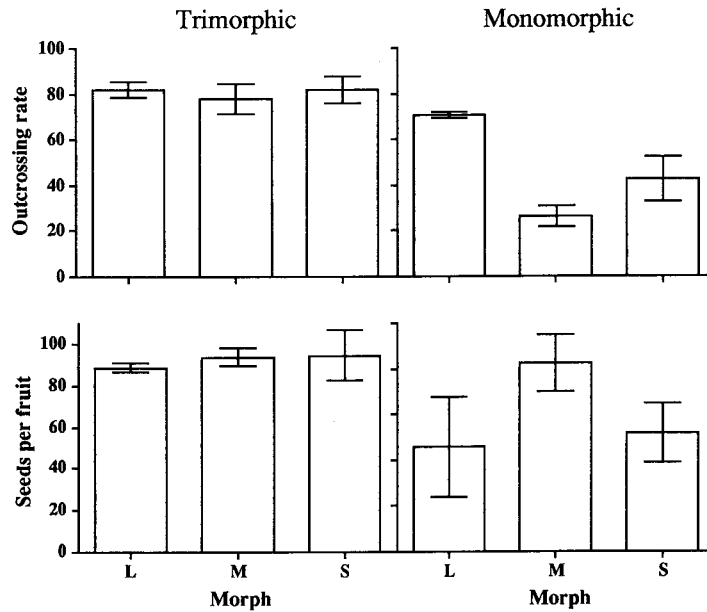 Trimorphic Monomorphic
100
80
60
40
20
0
Outcrossing rate
100
80
60
40
20
0
Seeds per fruit
L M S L M S
Morph Morph